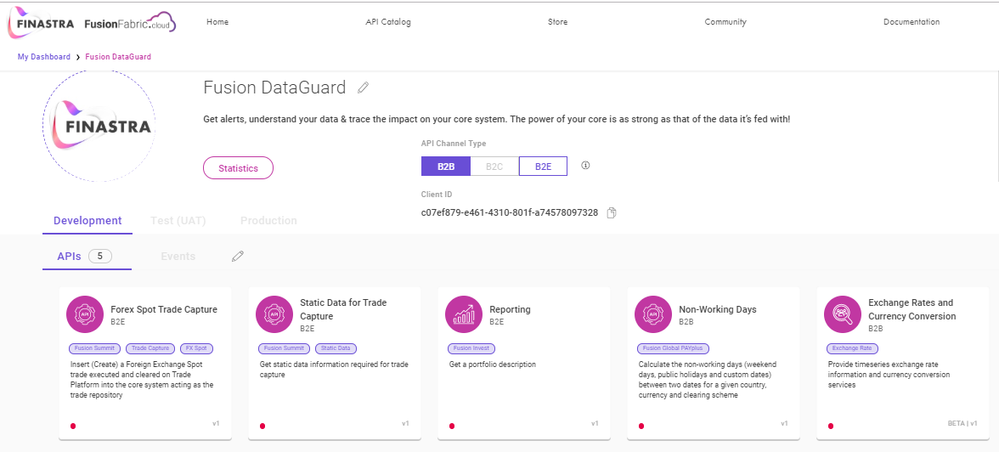 FINASTRA FusionFabric.cloud Home API Catalog Store Community Documentation
My Dashboard > Fusion DataGuard
FINASTRA
Fusion DataGuard
Get alerts, understand your data & trace the impact on your core system. The power of your core is as strong as that of the data it's fed with!
API Channel Type
Statistics
B2B B2C B2E
Client ID
c07ef879-e461-4310-801f-a74578097328
Development Test (UAT) Production
APIs 5 Events
Forex Spot Trade Capture
B2E
Fusion Summit Trade Capture FX Spot
Insert (Create) a Foreign Exchange Spot
trade executed and cleared on Trade
Platform into the core system acting as the
trade repository
v1
Static Data for Trade
Capture
B2E
Fusion Summit Static Data
Get static data information required for trade
capture
v1
Reporting
B2E
Fusion Invest
Get a portfolio description
v1
Non-Working Days
B2B
Fusion Global PAYplus
Calculate the non-working days (weekend
days, public holidays and custom dates)
between two dates for a given country,
currency and clearing scheme
v1
Exchange Rates and
Currency Conversion
B2B
Exchange Rate
Provide timeseries exchange rate
information and currency conversion
services
BETA | v1
API
API
API